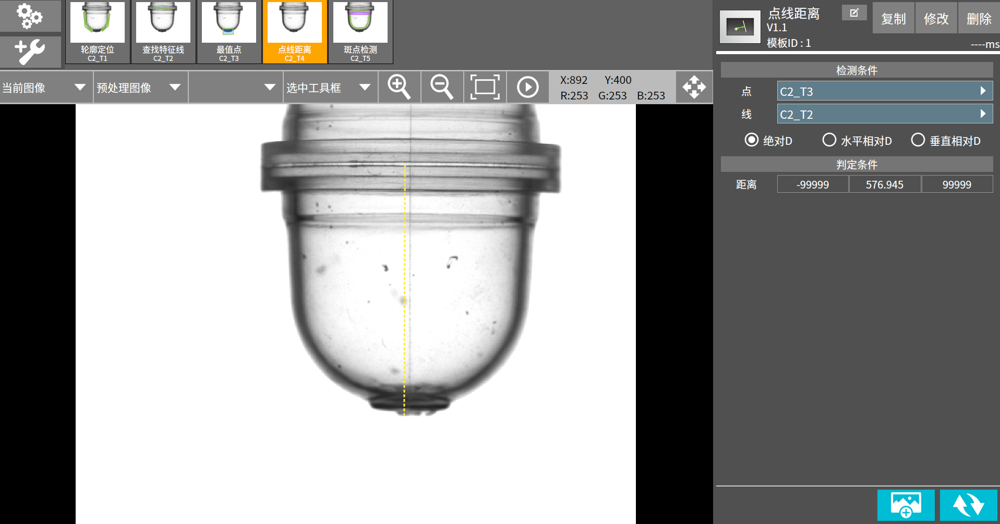 轮廓定位
C2_T1
查找特征线
C2_T2
最值点
C2_T3
点线距离
C2_T4
斑点检测
C2_T5
点线距离
V1.1
模板ID : 1
复制
修改
删除
----ms
当前图像
预处理图像
选中工具框
X:892 Y:400
R:253 G:253 B:253
检测条件
点 C2_T3
线 C2_T2
绝对D 水平相对D 垂直相对D
判定条件
距离 -99999 576.945 99999